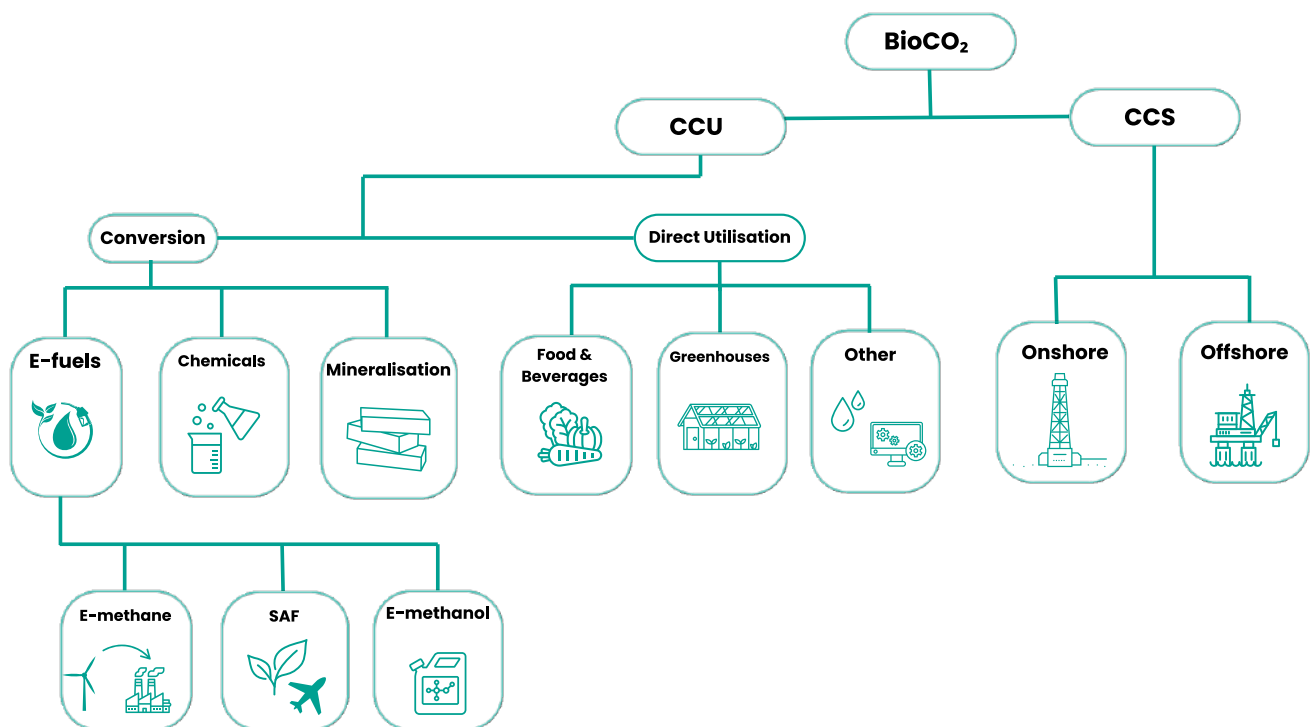 BioCO₂
CCU
CCS
Conversion
Direct Utilisation
E-fuels
Chemicals
Mineralisation
Food &
Beverages
Greenhouses
Other
Onshore
Offshore
E-methane
SAF
E-methanol